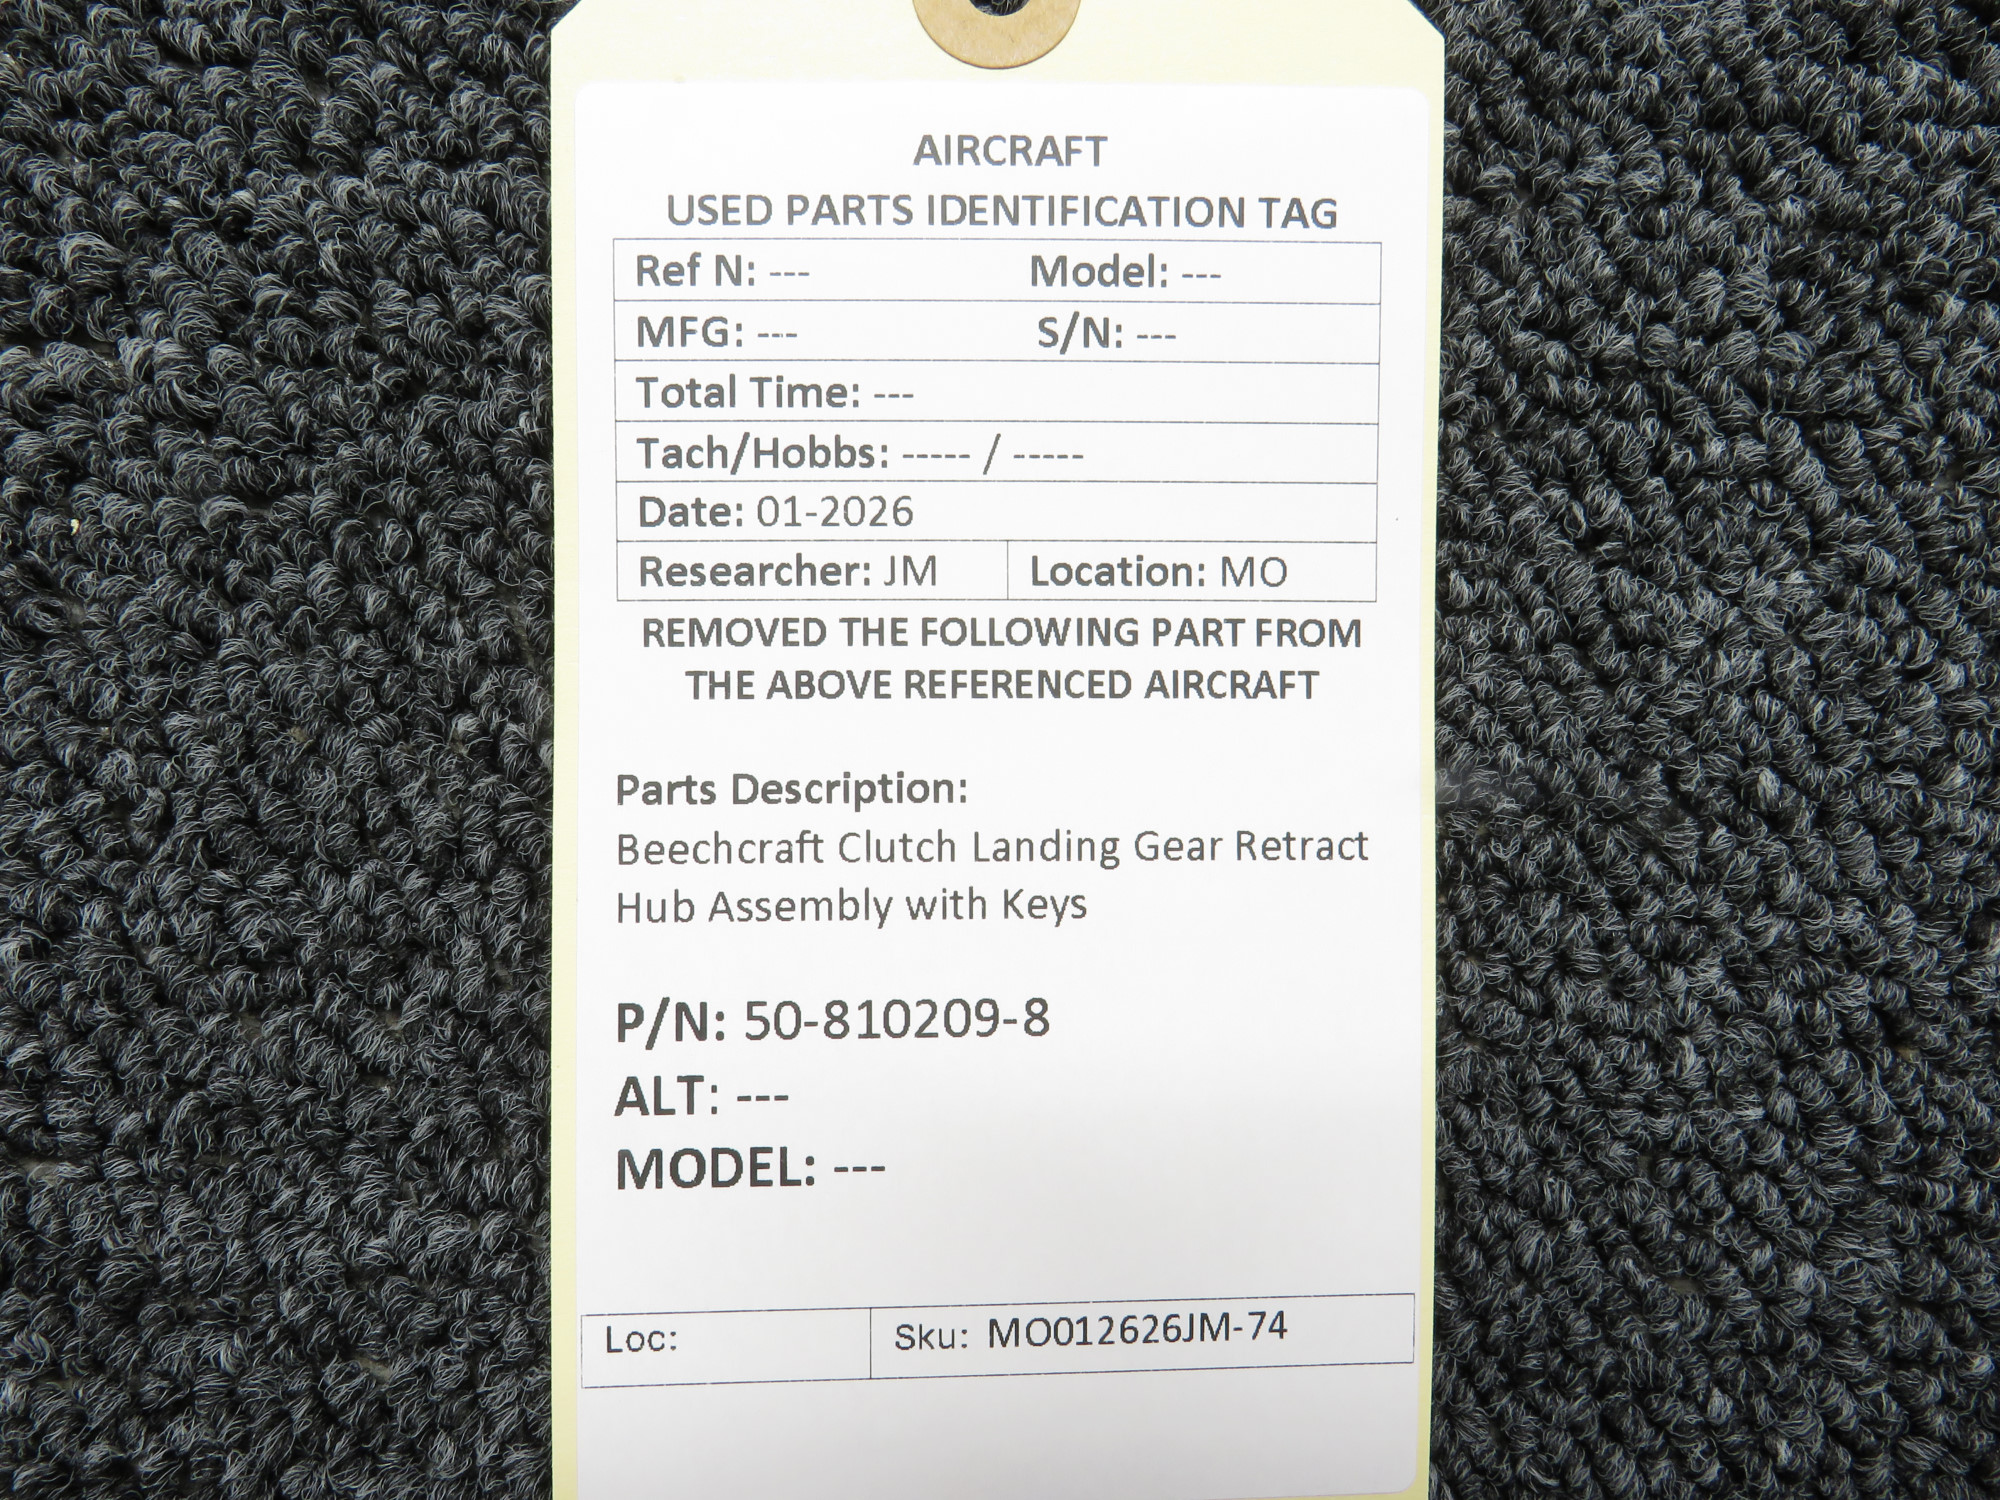 AIRCRAFT
USED PARTS IDENTIFICATION TAG
Ref N: --- Model: ---
MFG: --- S/N: ---
Total Time: ---
Tach/Hobbs: ----- / -----
Date: 01-2026
Researcher: JM Location: MO
REMOVED THE FOLLOWING PART FROM
THE ABOVE REFERENCED AIRCRAFT
Parts Description:
Beechcraft Clutch Landing Gear Retract
Hub Assembly with Keys
P/N: 50-810209-8
ALT: ---
MODEL: ---
Loc: Sku: MO012626JM-74